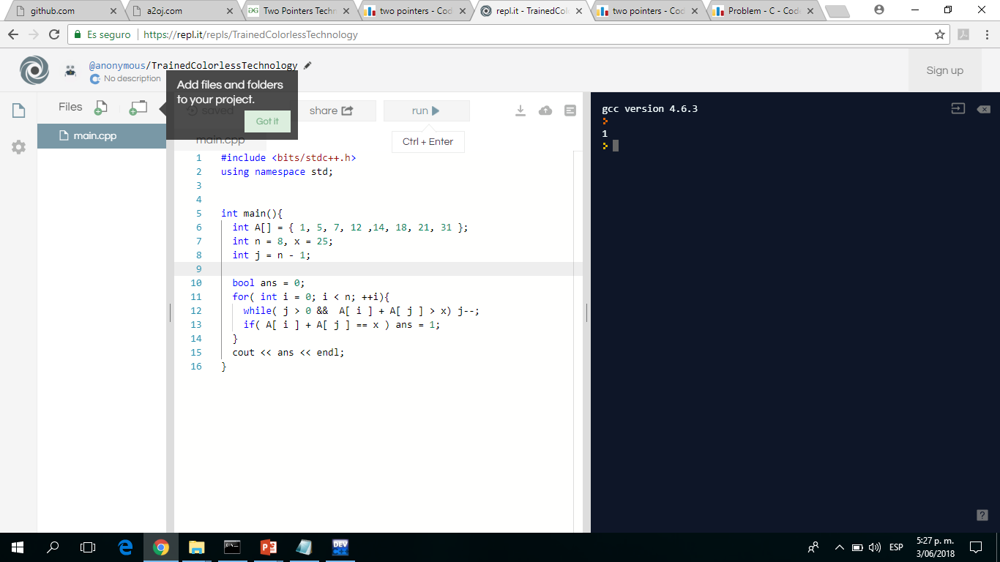 github.com
a2oj.com
Two Pointers Techn
two pointers - Cod
repl.it - TrainedCol
two pointers - Cod
Problem - C - Code
Es seguro
https://repl.it/repls/TrainedColorlessTechnology
@anonymous/TrainedColorlessTechnology
No description
Sign up
Add files and folders
to your project.
Got it
Files
saved
share
run
Ctrl + Enter
main.cpp
main.cpp
1 #include <bits/stdc++.h>
2 using namespace std;
3
4
5 int main(){
6 int A[] = { 1, 5, 7, 12 ,14, 18, 21, 31 };
7 int n = 8, x = 25;
8 int j = n - 1;
9
10 bool ans = 0;
11 for( int i = 0; i < n; ++i){
12 while( j > 0 &&  A[ i ] + A[ j ] > x) j--;
13 if( A[ i ] + A[ j ] == x ) ans = 1;
14 }
15 cout << ans << endl;
16 }
gcc version 4.6.3
1
?
DEV
ESP
5:27 p. m.
3/06/2018